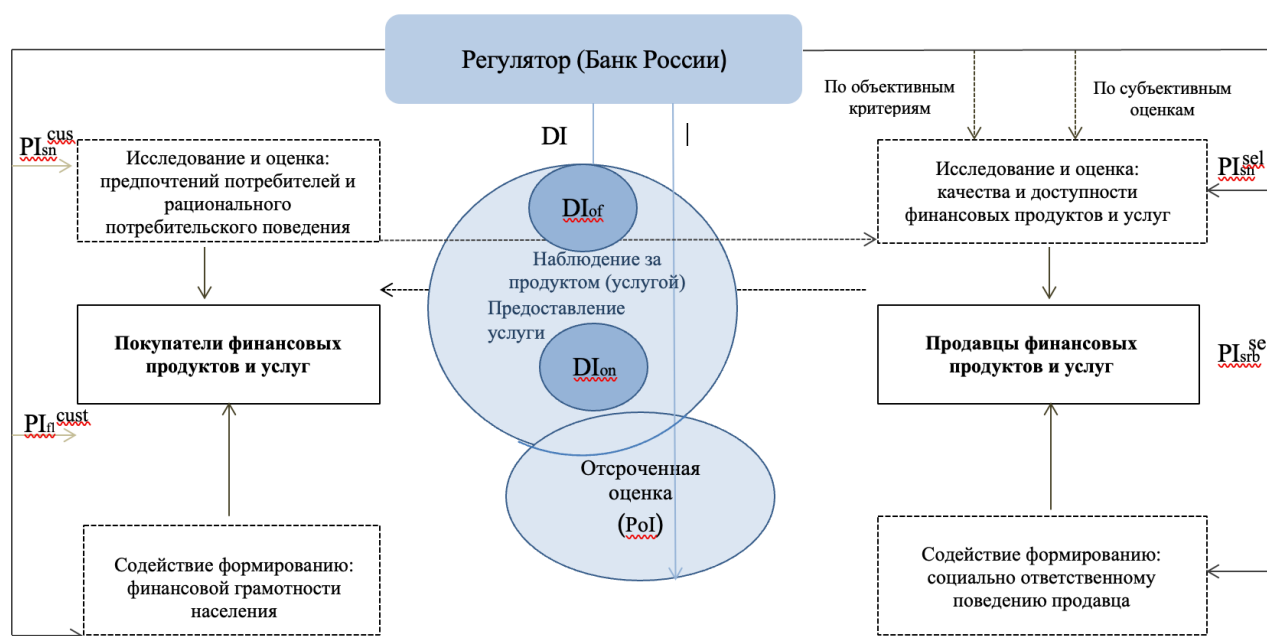 Регулятор (Банк России)
По объективным
критериям
По субъективным
оценкам
DI
PIsn cus
Исследование и оценка:
предпочтений потребителей и
рационального
потребительского поведения
DIof
Исследование и оценка:
качества и доступности
финансовых продуктов и услуг
PIsn sel
Наблюдение за
продуктом (услугой)
Предоставление
услуги
Покупатели финансовых
продуктов и услуг
DIon
Продавцы финансовых
продуктов и услуг
PIsrb se
PIfl cust
Отсроченная
оценка
(PoI)
Содействие формированию:
финансовой грамотности
населения
Содействие формированию:
социально ответственному
поведению продавца